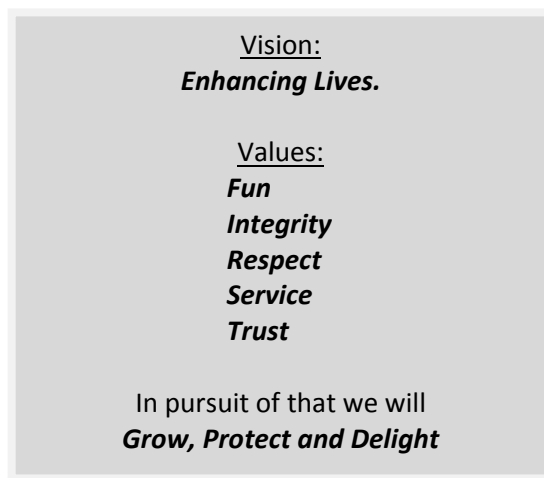 Vision:
Enhancing Lives.
Values:
Fun
Integrity
Respect
Service
Trust
In pursuit of that we will
Grow, Protect and Delight